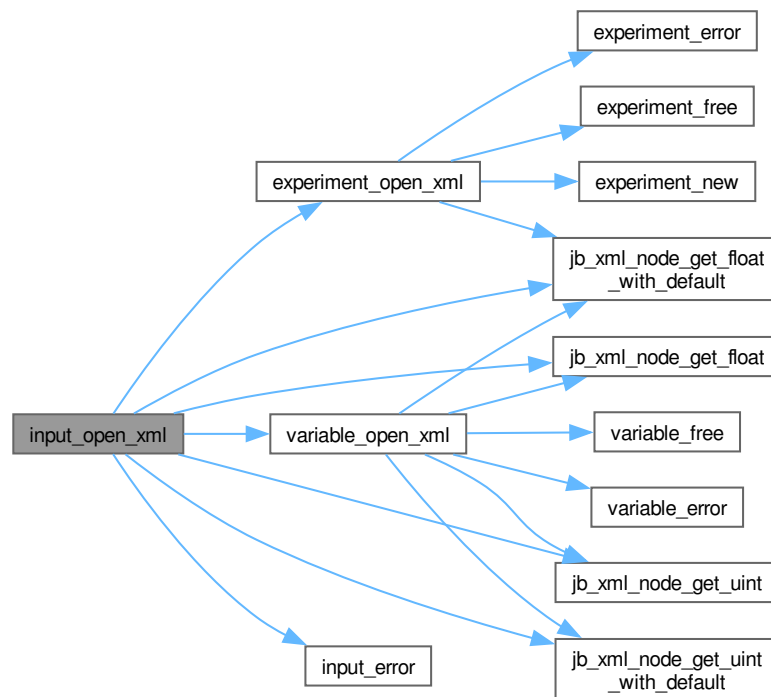 experiment_error
experiment_free
experiment_open_xml
experiment_new
jb_xml_node_get_float
_with_default
jb_xml_node_get_float
input_open_xml
variable_open_xml
variable_free
variable_error
jb_xml_node_get_uint
input_error
jb_xml_node_get_uint
_with_default